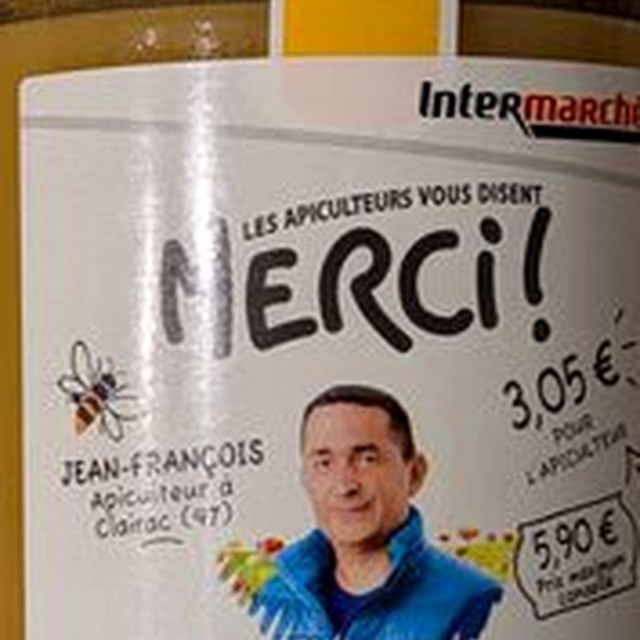 Intermarché
LES APICULTEURS VOUS DISENT
MERCi !
3,05 €
POUR
L'APICULTEUR
JEAN-FRANÇOIS
Apiculteur à
Clairac (47)
5,90 €
Prix maximum
conseillé